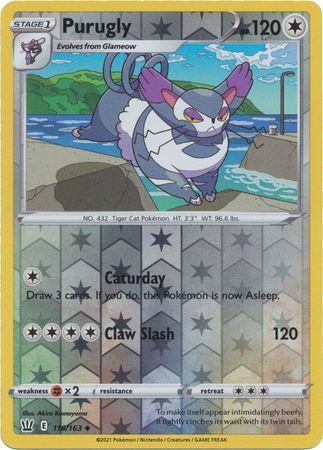 STAGE 1
Purugly
HP 120
Evolves from Glameow
NO. 432 Tiger Cat Pokémon HT: 3'3" WT: 96.6 lbs.
Caturday
Draw 3 cards. If you do, this Pokémon is now Asleep.
Claw Slash 120
weakness ×2 resistance retreat
Illus. Akira Komayama
E 116/163
To make itself appear intimidatingly beefy,
it tightly cinches its waist with its twin tails.
©2021 Pokémon / Nintendo / Creatures / GAME FREAK